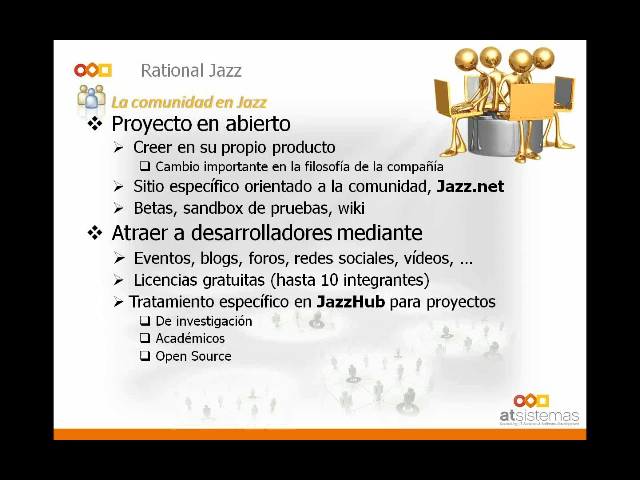 Rational Jazz
La comunidad en Jazz
Proyecto en abierto
Creer en su propio producto
Cambio importante en la filosofía de la compañía
Sitio específico orientado a la comunidad, Jazz.net
Betas, sandbox de pruebas, wiki
Atraer a desarrolladores mediante
Eventos, blogs, foros, redes sociales, vídeos, ...
Licencias gratuitas (hasta 10 integrantes)
Tratamiento específico en JazzHub para proyectos
De investigación
Académicos
Open Source
atsistemas